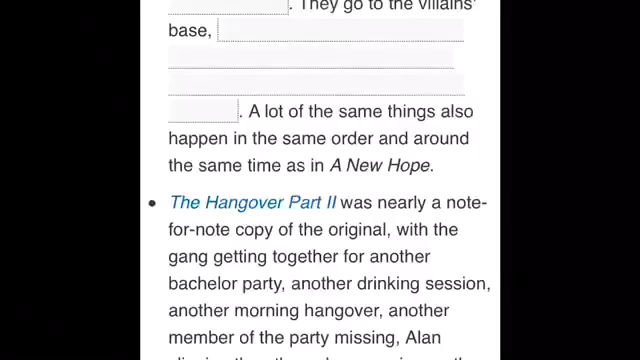 . They go to the villains'
base,
. A lot of the same things also
happen in the same order and around
the same time as in A New Hope.
• The Hangover Part II was nearly a note-
for-note copy of the original, with the
gang getting together for another
bachelor party, another drinking session,
another morning hangover, another
member of the party missing, Alan